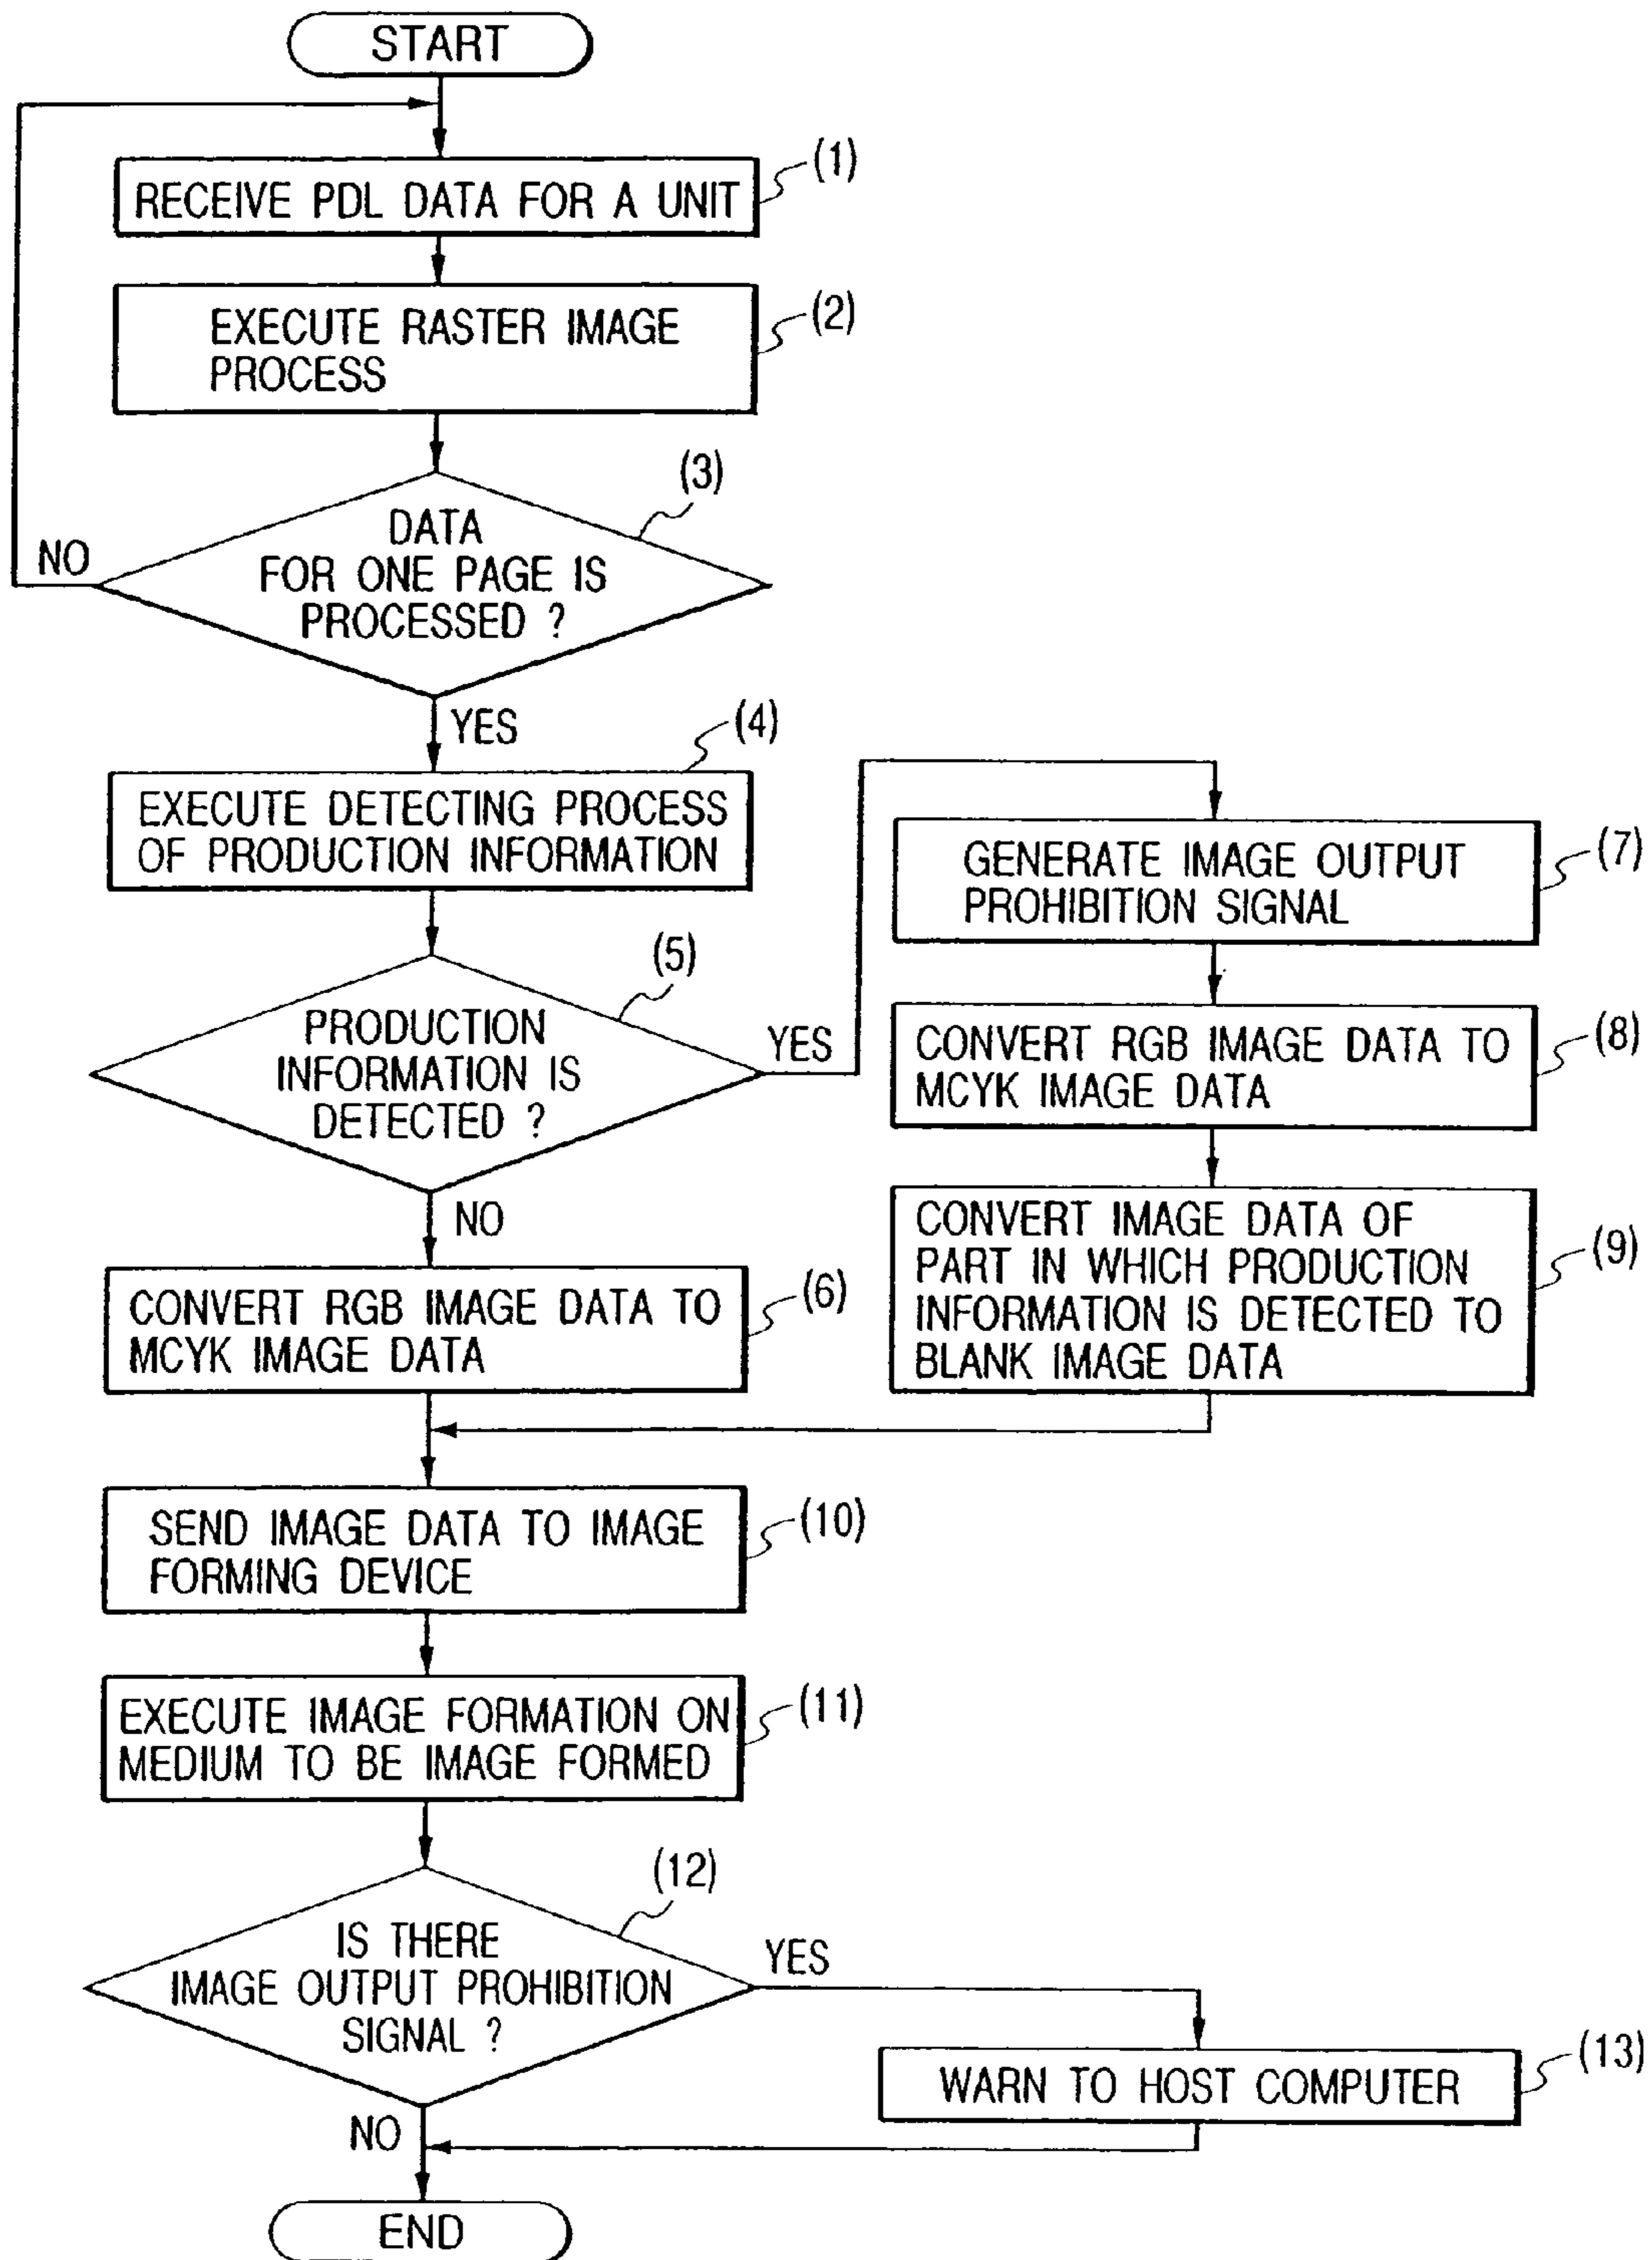 START
(1)
RECEIVE PDL DATA FOR A UNIT
(2)
EXECUTE RASTER IMAGE
PROCESS
(3)
DATA
FOR ONE PAGE IS
PROCESSED ?
NO
YES
(4)
EXECUTE DETECTING PROCESS
OF PRODUCTION INFORMATION
(5)
PRODUCTION
INFORMATION IS
DETECTED ?
YES
NO
(6)
CONVERT RGB IMAGE DATA TO
MCYK IMAGE DATA
(7)
GENERATE IMAGE OUTPUT
PROHIBITION SIGNAL
(8)
CONVERT RGB IMAGE DATA TO
MCYK IMAGE DATA
(9)
CONVERT IMAGE DATA OF
PART IN WHICH PRODUCTION
INFORMATION IS DETECTED TO
BLANK IMAGE DATA
(10)
SEND IMAGE DATA TO IMAGE
FORMING DEVICE
(11)
EXECUTE IMAGE FORMATION ON
MEDIUM TO BE IMAGE FORMED
(12)
IS THERE
IMAGE OUTPUT PROHIBITION
SIGNAL ?
YES
(13)
WARN TO HOST COMPUTER
NO
END